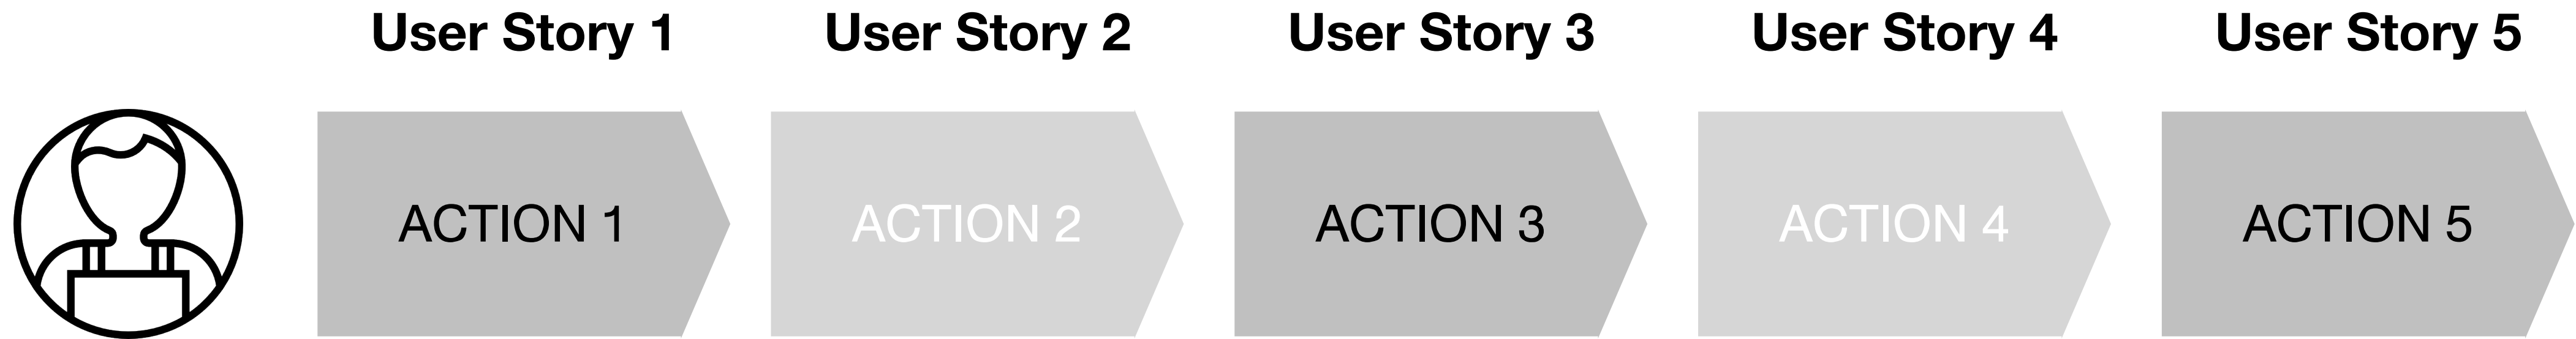 User Story 1 User Story 2 User Story 3 User Story 4 User Story 5
ACTION 1 ACTION 2 ACTION 3 ACTION 4 ACTION 5